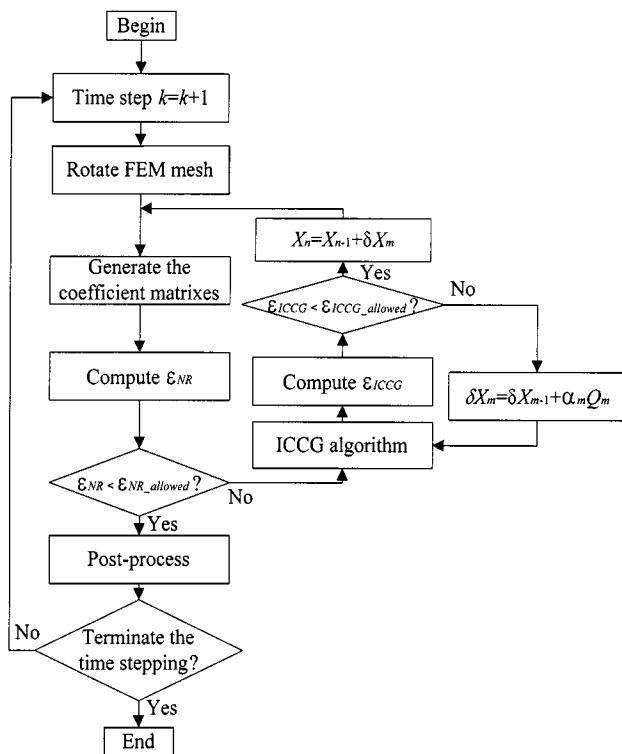 Begin
Time step k=k+1
Rotate FEM mesh
Xn=Xn-1+δXm
Generate the
coefficient matrixes
Yes
εICCG < εICCG_allowed ?
No
Compute εNR
Compute εICCG
δXm=δXm-1+αmQm
ICCG algorithm
εNR < εNR_allowed ?
No
Yes
Post-process
No
Terminate the
time stepping?
Yes
End